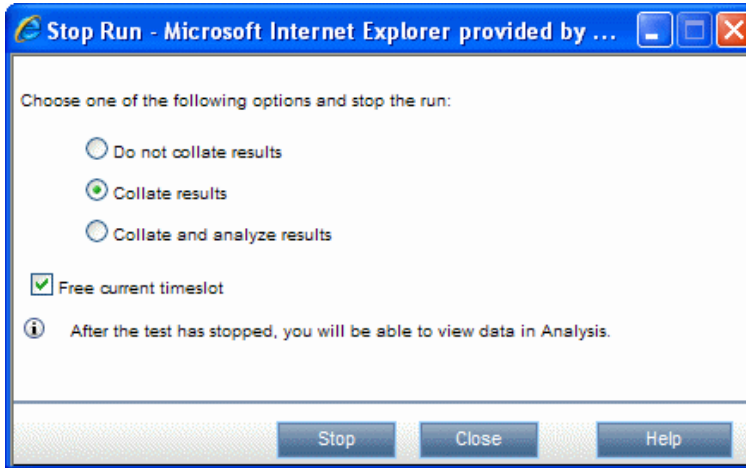 Stop Run - Microsoft Internet Explorer provided by ...
Choose one of the following options and stop the run:
Do not collate results
Collate results
Collate and analyze results
Free current timeslot
After the test has stopped, you will be able to view data in Analysis.
Stop Close Help